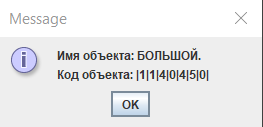 Message
Имя объекта: БОЛЬШОЙ.
Код объекта: |1|1|4|0|4|5|0|
OK